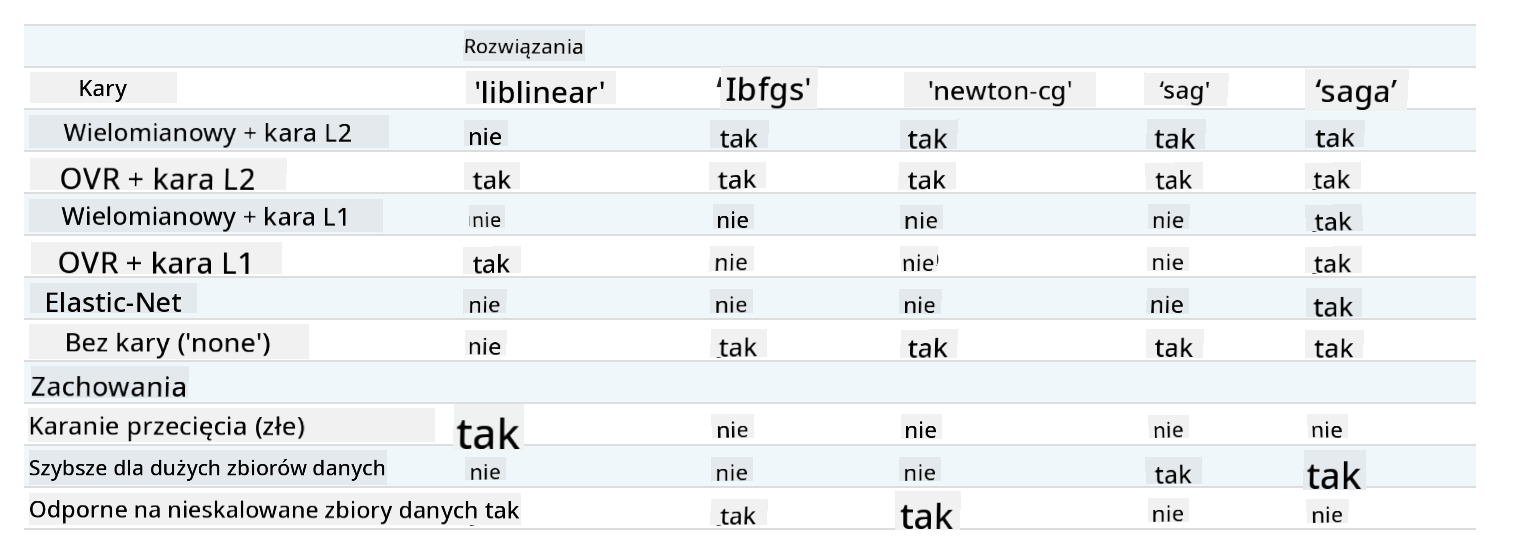 Rozwiązania
Kary 'liblinear' ‘Ibfgs' 'newton-cg' ‘sag' ‘saga’
Wielomianowy + kara L2 nie tak tak tak tak
OVR + kara L2 tak tak tak tak tak
Wielomianowy + kara L1 nie nie nie nie tak
OVR + kara L1 tak nie nie nie tak
Elastic-Net nie nie nie nie tak
Bez kary ('none') nie tak tak tak tak
Zachowania
Karanie przecięcia (złe) tak nie nie nie nie
Szybsze dla dużych zbiorów danych nie nie nie tak tak
Odporne na nieskalowane zbiory danych tak tak tak nie nie